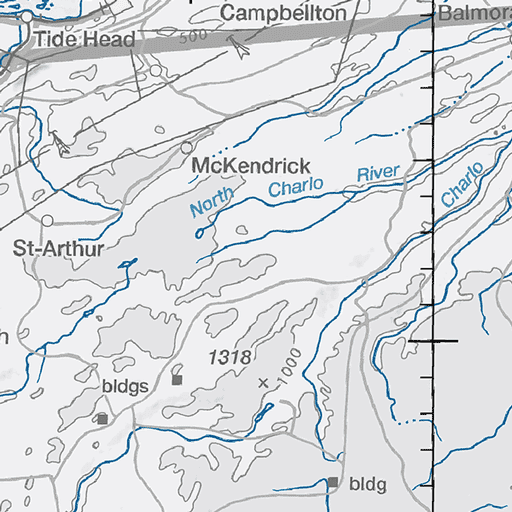 Campbellton
Balmora
Tide Head
500
McKendrick
North Charlo River
Charlo
St-Arthur
h
1318
1000
bldgs
bldg